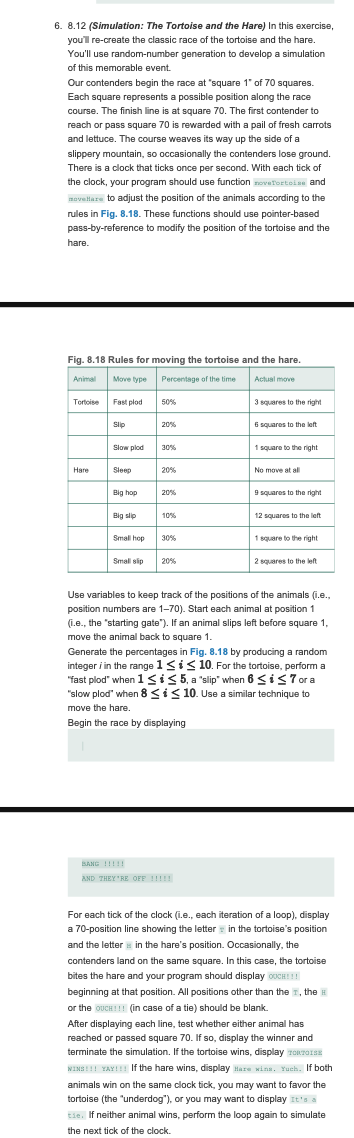 6. 8.12 (Simulation: The Tortoise and the Hare) In this exercise,
you'll re-create the classic race of the tortoise and the hare.
You'll use random-number generation to develop a simulation
of this memorable event.
Our contenders begin the race at "square 1" of 70 squares.
Each square represents a possible position along the race
course. The finish line is at square 70. The first contender to
reach or pass square 70 is rewarded with a pail of fresh carrots
and lettuce. The course weaves its way up the side of a
slippery mountain, so occasionally the contenders lose ground.
There is a clock that ticks once per second. With each tick of
the clock, your program should use function moveTortoise and
moveHare to adjust the position of the animals according to the
rules in Fig. 8.18. These functions should use pointer-based
pass-by-reference to modify the position of the tortoise and the
hare.
Fig. 8.18 Rules for moving the tortoise and the hare.
Animal Move type Percentage of the time Actual move
Tortoise Fast plod 50% 3 squares to the right
Slip 20% 6 squares to the left
Slow plod 30% 1 square to the right
Hare Sleep 20% No move at all
Big hop 20% 9 squares to the right
Big slip 10% 12 squares to the left
Small hop 30% 1 square to the right
Small slip 20% 2 squares to the left
Use variables to keep track of the positions of the animals (i.e.,
position numbers are 1–70). Start each animal at position 1
(i.e., the "starting gate"). If an animal slips left before square 1,
move the animal back to square 1.
Generate the percentages in Fig. 8.18 by producing a random
integer i in the range 1 ≤ i ≤ 10. For the tortoise, perform a
"fast plod" when 1 ≤ i ≤ 5, a "slip" when 6 ≤ i ≤ 7 or a
"slow plod" when 8 ≤ i ≤ 10. Use a similar technique to
move the hare.
Begin the race by displaying
BANG !!!!!
AND THEY'RE OFF !!!!!
For each tick of the clock (i.e., each iteration of a loop), display
a 70-position line showing the letter T in the tortoise's position
and the letter H in the hare's position. Occasionally, the
contenders land on the same square. In this case, the tortoise
bites the hare and your program should display OUCH!!!
beginning at that position. All positions other than the T, the H
or the OUCH!!! (in case of a tie) should be blank.
After displaying each line, test whether either animal has
reached or passed square 70. If so, display the winner and
terminate the simulation. If the tortoise wins, display TORTOISE
WINS!!! YAY!!! If the hare wins, display Hare wins. Yuch. If both
animals win on the same clock tick, you may want to favor the
tortoise (the "underdog"), or you may want to display It's a
tie. If neither animal wins, perform the loop again to simulate
the next tick of the clock.